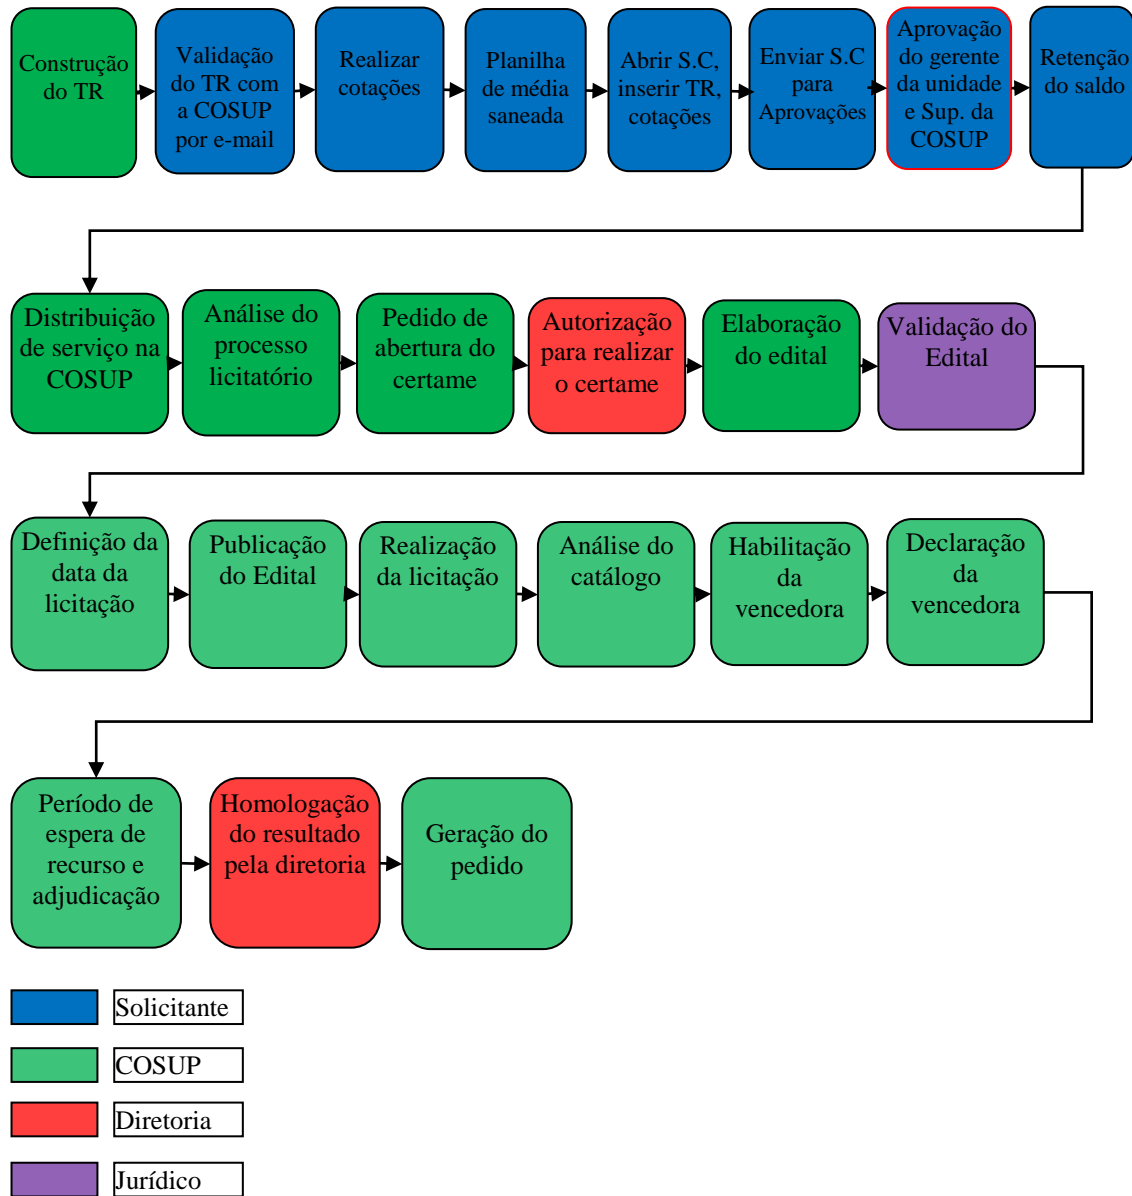 Construção
do TR
Validação
do TR com
a COSUP
por e-mail
Realizar
cotações
Planilha
de média
saneada
Abrir S.C,
inserir TR,
cotações
Enviar S.C
para
Aprovações
Aprovação
do gerente
da unidade
e Sup. da
COSUP
Retenção
do saldo
Distribuição
de serviço na
COSUP
Análise do
processo
licitatório
Pedido de
abertura do
certame
Autorização
para realizar
o certame
Elaboração
do edital
Validação do
Edital
Definição da
data da
licitação
Publicação
do Edital
Realização
da licitação
Análise do
catálogo
Habilitação
da
vencedora
Declaração
da
vencedora
Período de
espera de
recurso e
adjudicação
Homologação
do resultado
pela diretoria
Geração do
pedido
Solicitante
COSUP
Diretoria
Jurídico